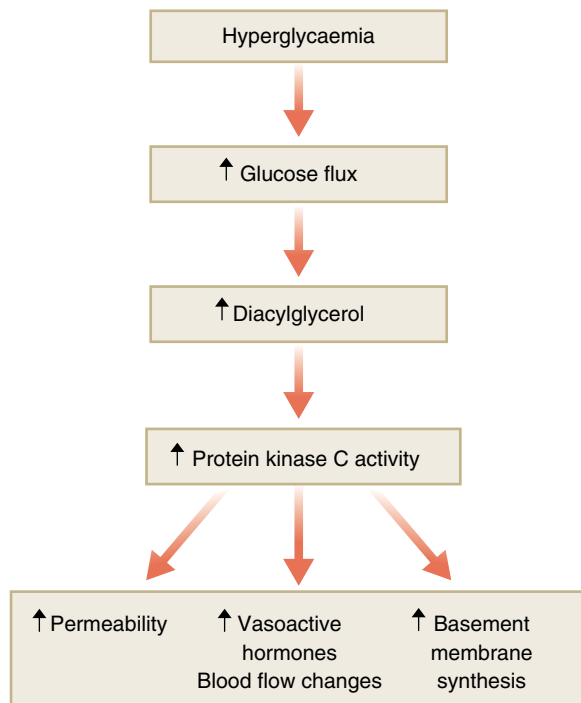 Hyperglycaemia
↑ Glucose flux
↑ Diacylglycerol
↑ Protein kinase C activity
↑ Permeability
↑ Vasoactive
hormones
Blood flow changes
↑ Basement
membrane
synthesis